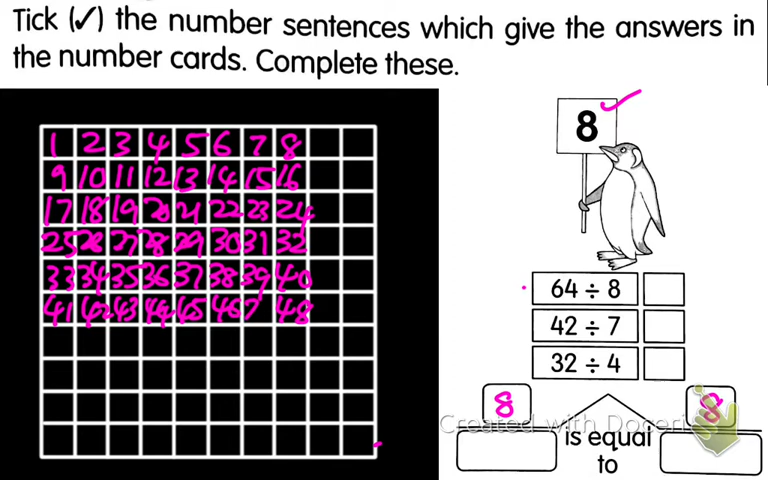 Tick (✓) the number sentences which give the answers in
the number cards. Complete these.
1 2 3 4 5 6 7 8
9 10 11 12 13 14 15 16
17 18 19 20 21 22 23 24
25 26 27 28 29 30 31 32
33 34 35 36 37 38 39 40
41 42 43 44 45 46 7 48
8 ✓
64 ÷ 8
42 ÷ 7
32 ÷ 4
8 8
Created with Doceri
is equal
to